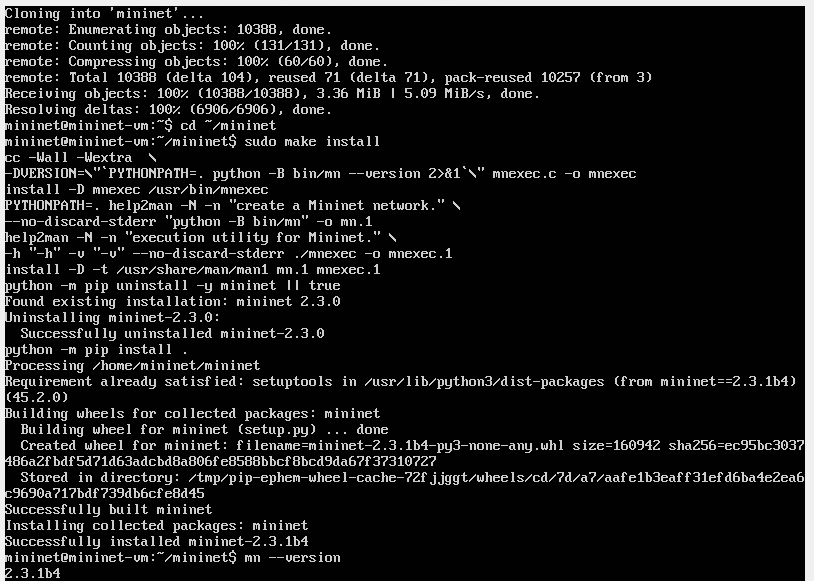 Cloning into 'mininet'...
remote: Enumerating objects: 10388, done.
remote: Counting objects: 100% (131/131), done.
remote: Compressing objects: 100% (60/60), done.
remote: Total 10388 (delta 104), reused 71 (delta 71), pack-reused 10257 (from 3)
Receiving objects: 100% (10388/10388), 3.36 MiB | 5.09 MiB/s, done.
Resolving deltas: 100% (6906/6906), done.
mininet@mininet-vm:~$ cd ~/mininet
mininet@mininet-vm:~/mininet$ sudo make install
cc -Wall -Wextra  \
-DVERSION=\"`PYTHONPATH=. python -B bin/mn --version 2>&1`\" mnexec.c -o mnexec
install -D mnexec /usr/bin/mnexec
PYTHONPATH=. help2man -N -n "create a Mininet network." \
--no-discard-stderr "python -B bin/mn" -o mn.1
help2man -N -n "execution utility for Mininet." \
-h "-h" -v "-v" --no-discard-stderr ./mnexec -o mnexec.1
install -D -t /usr/share/man/man1 mn.1 mnexec.1
python -m pip uninstall -y mininet || true
Found existing installation: mininet 2.3.0
Uninstalling mininet-2.3.0:
  Successfully uninstalled mininet-2.3.0
python -m pip install .
Processing /home/mininet/mininet
Requirement already satisfied: setuptools in /usr/lib/python3/dist-packages (from mininet==2.3.1b4)
(45.2.0)
Building wheels for collected packages: mininet
  Building wheel for mininet (setup.py) ... done
  Created wheel for mininet: filename=mininet-2.3.1b4-py3-none-any.whl size=160942 sha256=ec95bc3037
486a2fbdf5d71d63adcbd8a806fe8588bbcf8bcd9da67f37310727
  Stored in directory: /tmp/pip-ephem-wheel-cache-72fjjggt/wheels/cd/7d/a7/aafe1b3eaff31efd6ba4e2ea6
c9690a717bdf739db6cfe8d45
Successfully built mininet
Installing collected packages: mininet
Successfully installed mininet-2.3.1b4
mininet@mininet-vm:~/mininet$ mn --version
2.3.1b4